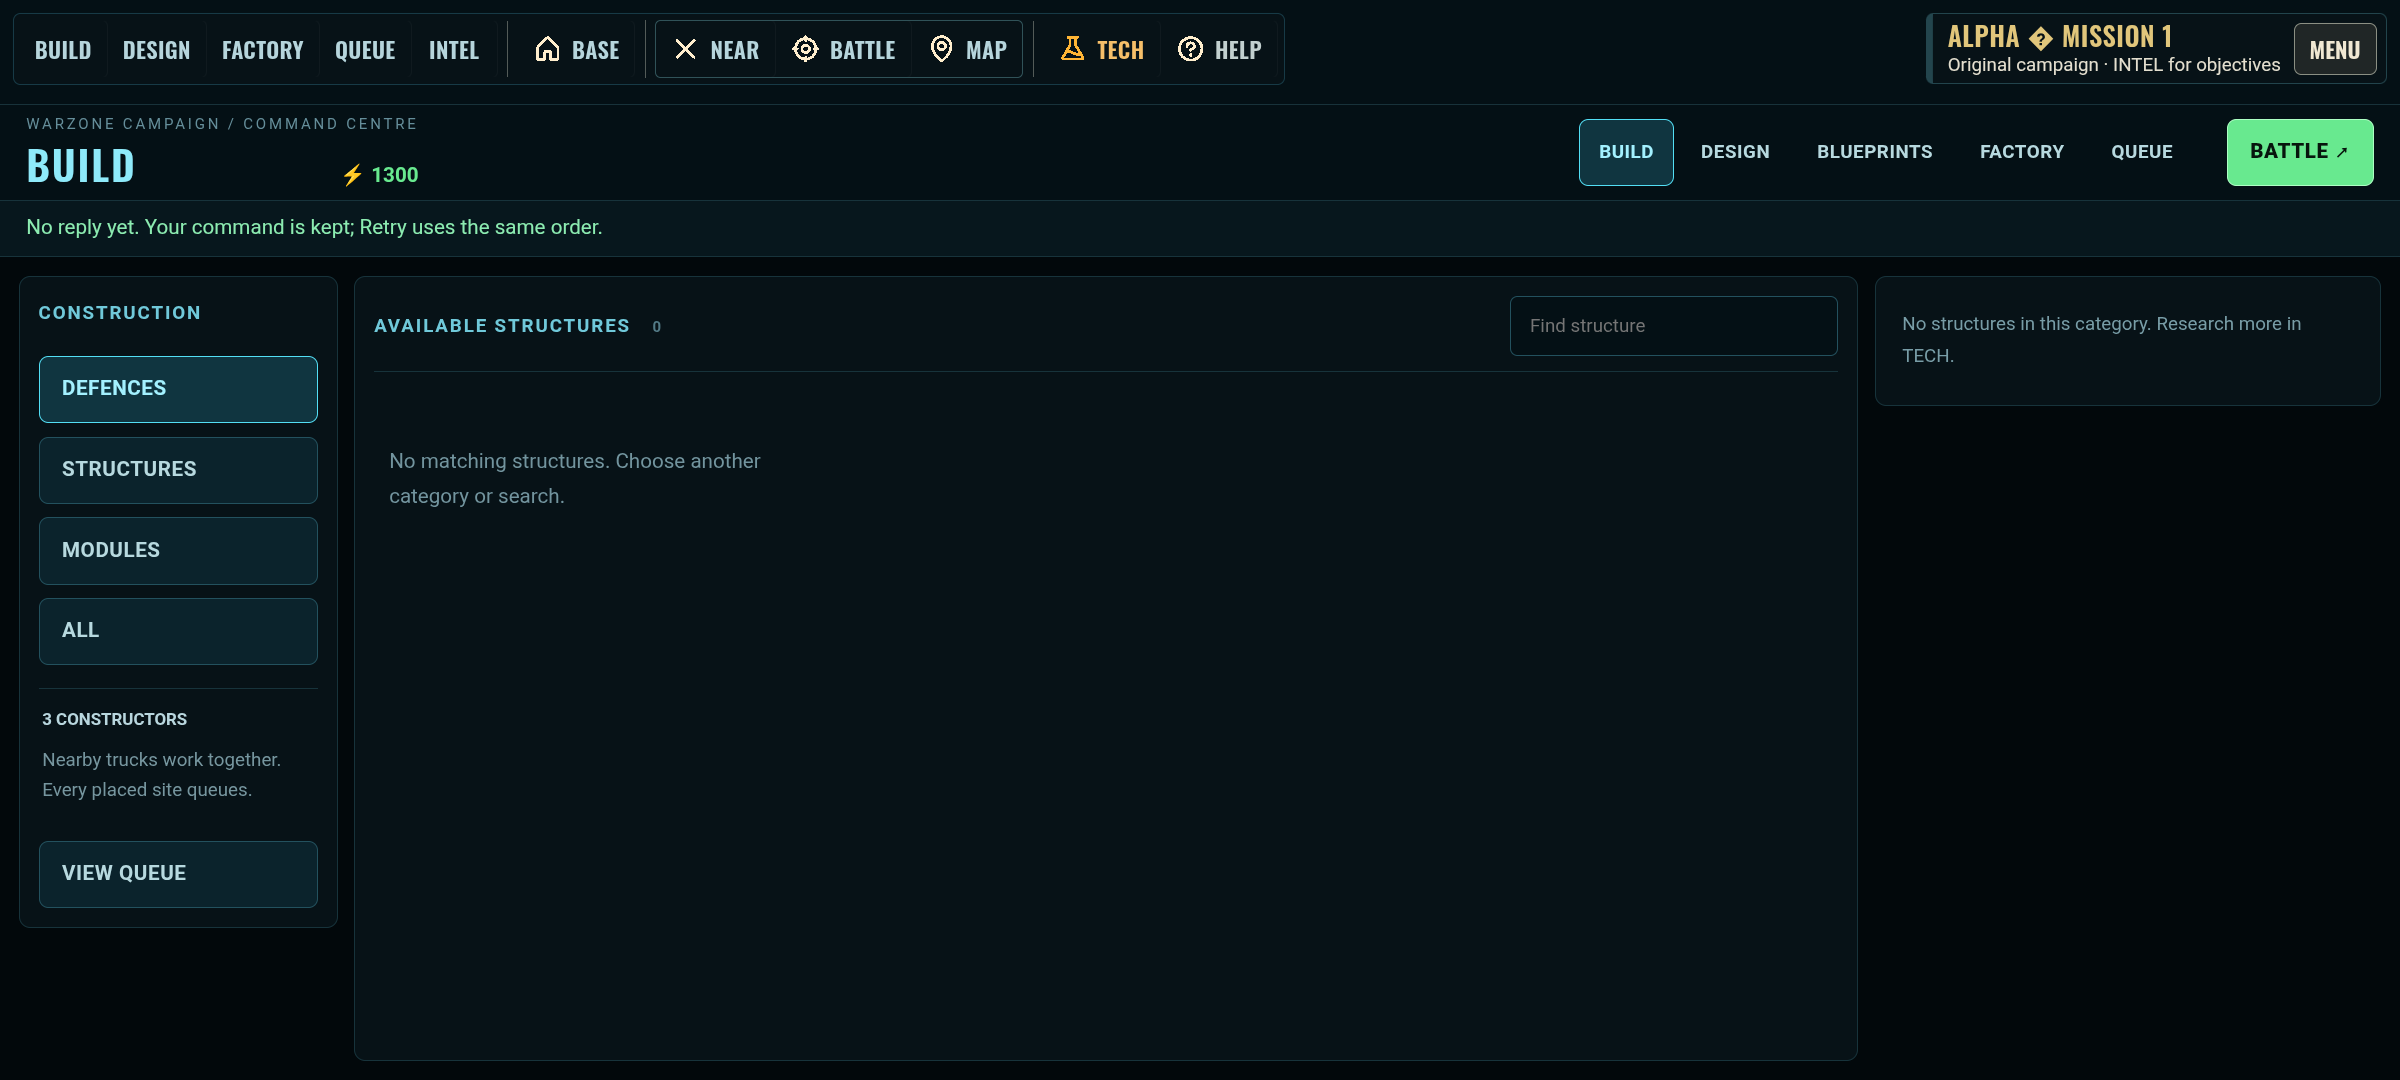 BUILD DESIGN FACTORY QUEUE INTEL BASE NEAR BATTLE MAP TECH HELP
ALPHA � MISSION 1
Original campaign · INTEL for objectives
MENU
WARZONE CAMPAIGN / COMMAND CENTRE
BUILD
⚡ 1300
BUILD DESIGN BLUEPRINTS FACTORY QUEUE BATTLE ↗
No reply yet. Your command is kept; Retry uses the same order.
CONSTRUCTION
DEFENCES
STRUCTURES
MODULES
ALL
3 CONSTRUCTORS
Nearby trucks work together.
Every placed site queues.
VIEW QUEUE
AVAILABLE STRUCTURES 0
Find structure
No matching structures. Choose another
category or search.
No structures in this category. Research more in
TECH.